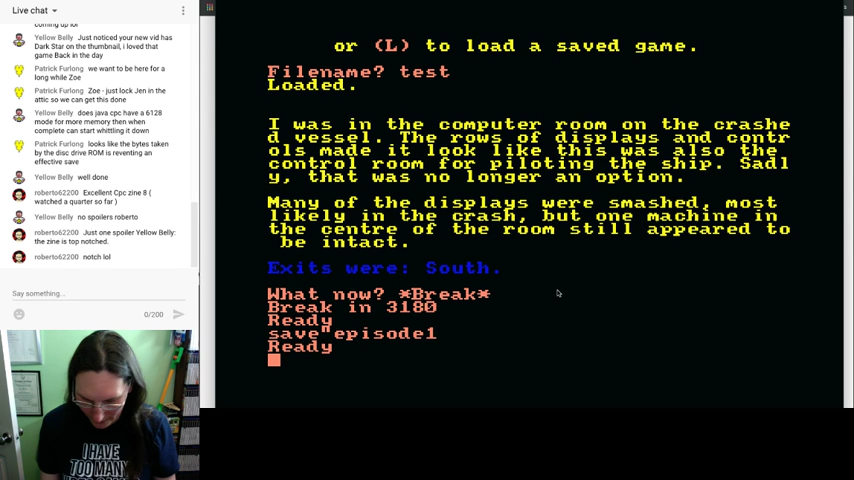 Live chat
coming up lol
Yellow Belly Just noticed your new vid has
Dark Star on the thumbnail, i loved that
game Back in the day
Patrick Furlong we want to be here for a
long while Zoe
Patrick Furlong Zoe - just lock Jen in the
attic so we can get this done
Yellow Belly does java cpc have a 6128
mode for more memory then when
complete can start whittling it down
Patrick Furlong looks like the bytes taken
by the disc drive ROM is reventing an
effective save
Yellow Belly well done
roberto62200 Excellent Cpc zine 8 (
watched a quarter so far )
Yellow Belly no spoilers roberto
roberto62200 Just one spoiler Yellow Belly:
the zine is top notched.
roberto62200 notch lol
Say something...
0/200
I HAVE
TOO MANY
or (L) to load a saved game.
Filename? test
Loaded.
I was in the computer room on the crashe
d vessel. The rows of displays and contr
ols made it look like this was also the
control room for piloting the ship. Sadl
y, that was no longer an option.
Many of the displays were smashed, most
likely in the crash, but one machine in
the centre of the room still appeared to
be intact.
Exits were: South.
What now? *Break*
Break in 3180
Ready
save"episode1
Ready